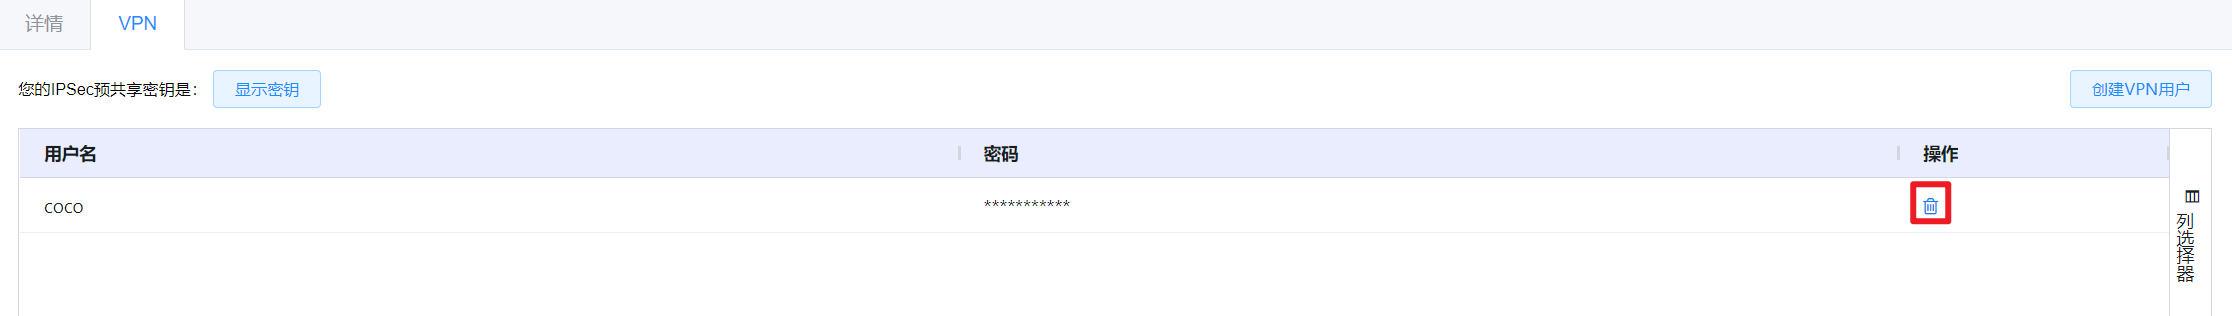 详情 VPN
您的IPSec预共享密钥是： 显示密钥 创建VPN用户
用户名 密码 操作
coco ***********
列选择器